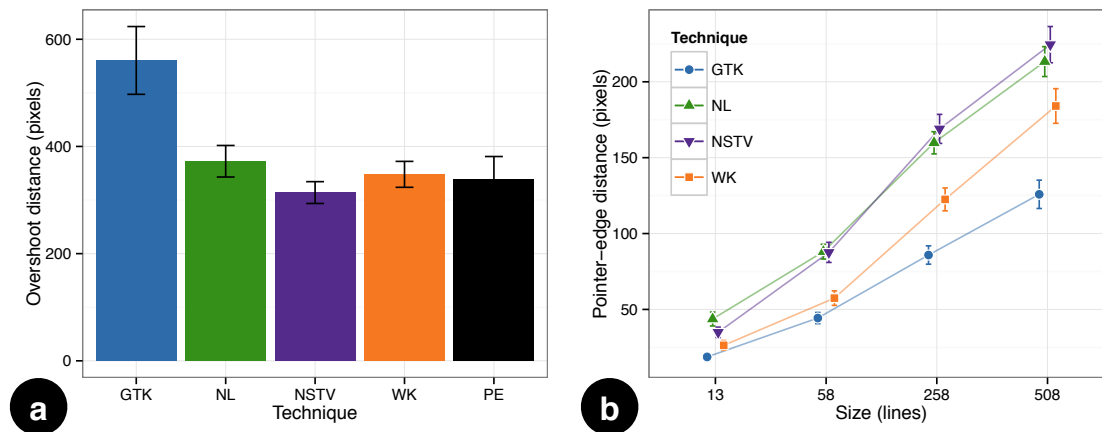 Overshoot distance (pixels)
600
400
200
0
GTK
NL
NSTV
WK
PE
Technique
a
Pointer−edge distance (pixels)
200
150
100
50
Technique
GTK
NL
NSTV
WK
13
58
258
508
Size (lines)
b